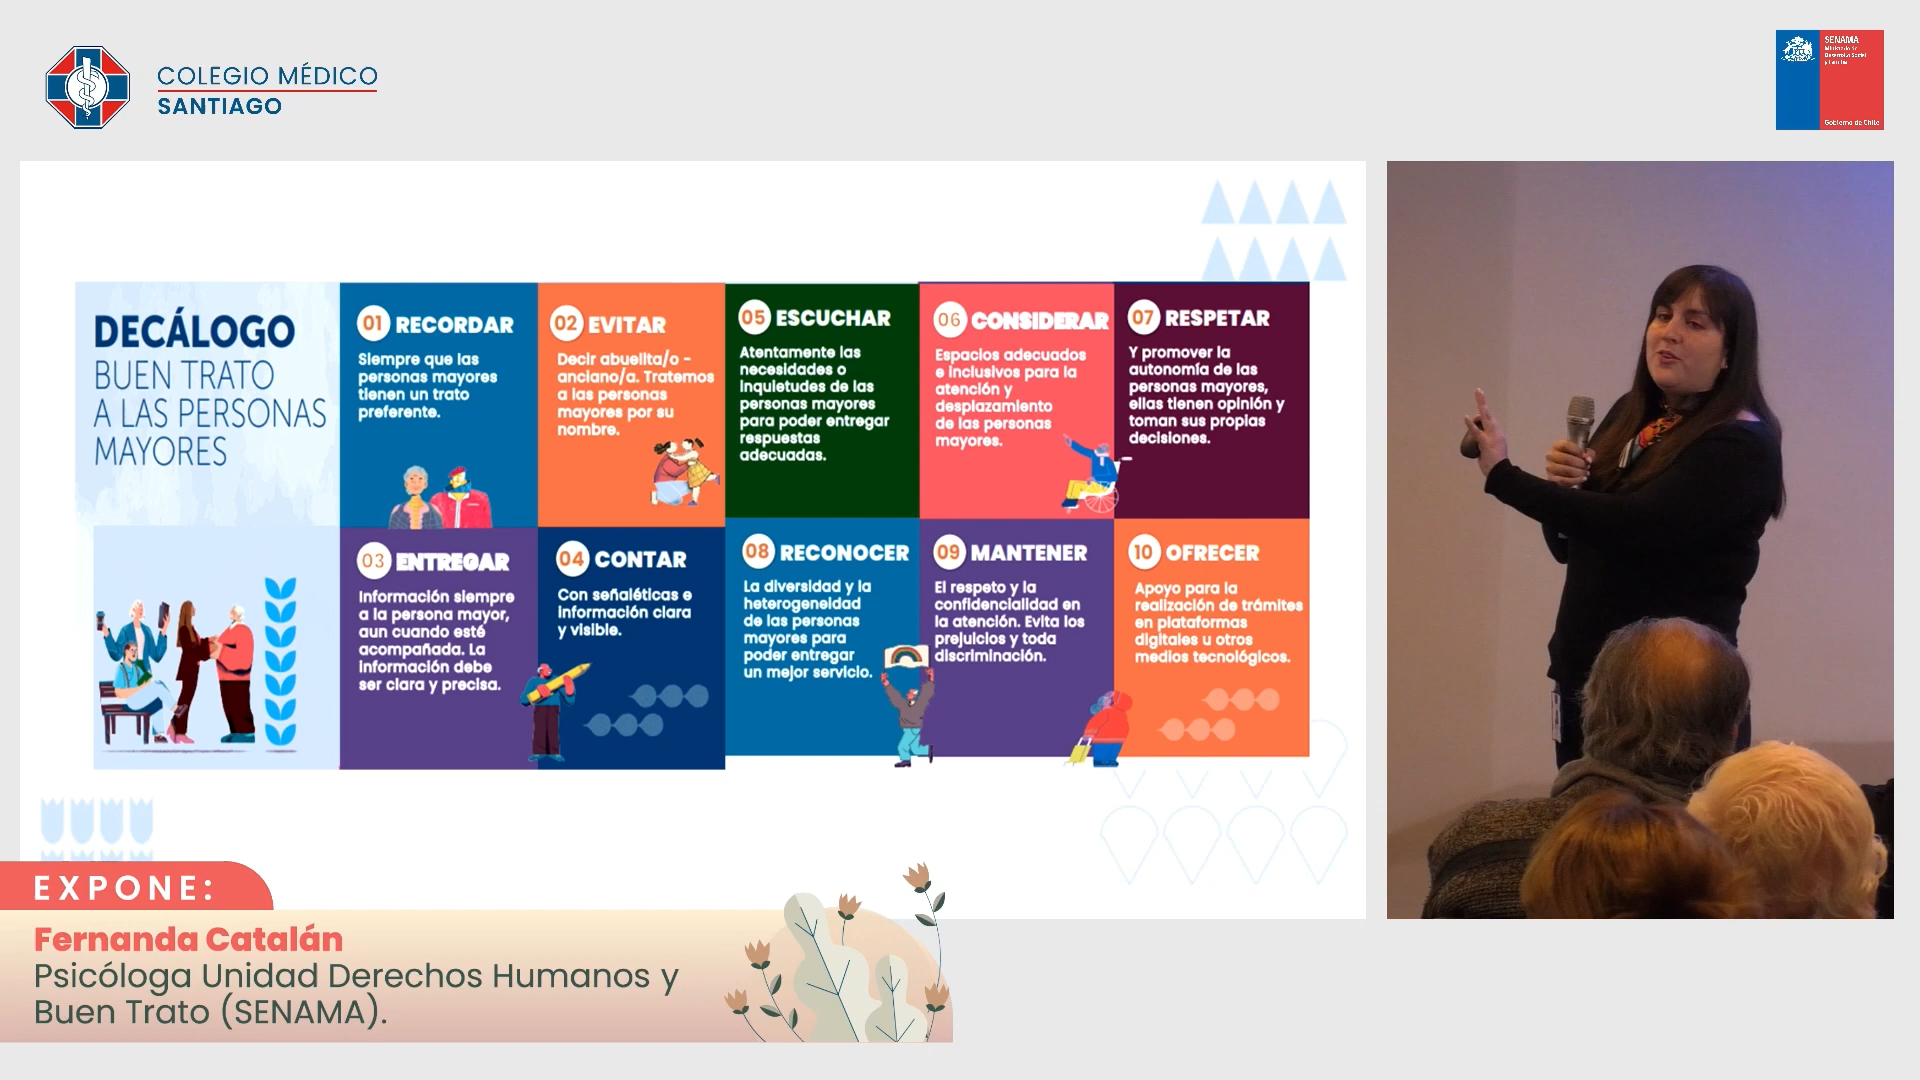 COLEGIO MÉDICO
SANTIAGO
SENAMA
Ministerio de
Desarrollo Social
y Familia
Gobierno de Chile
DECÁLOGO
BUEN TRATO
A LAS PERSONAS
MAYORES
01 RECORDAR
Siempre que las
personas mayores
tienen un trato
preferente.
02 EVITAR
Decir abuelita/o -
anciano/a. Tratemos
a las personas
mayores por su
nombre.
03 ENTREGAR
Información siempre
a la persona mayor,
aun cuando esté
acompañada. La
información debe
ser clara y precisa.
04 CONTAR
Con señaléticas e
información clara
y visible.
05 ESCUCHAR
Atentamente las
necesidades o
inquietudes de las
personas mayores
para poder entregar
respuestas
adecuadas.
06 CONSIDERAR
Espacios adecuados
e inclusivos para la
atención y
desplazamiento
de las personas
mayores.
07 RESPETAR
Y promover la
autonomía de las
personas mayores,
ellas tienen opinión y
toman sus propias
decisiones.
08 RECONOCER
La diversidad y la
heterogeneidad
de las personas
mayores para
poder entregar
un mejor servicio.
09 MANTENER
El respeto y la
confidencialidad en
la atención. Evita los
prejuicios y toda
discriminación.
10 OFRECER
Apoyo para la
realización de trámites
en plataformas
digitales u otros
medios tecnológicos.
EXPONE:
Fernanda Catalán
Psicóloga Unidad Derechos Humanos y
Buen Trato (SENAMA).